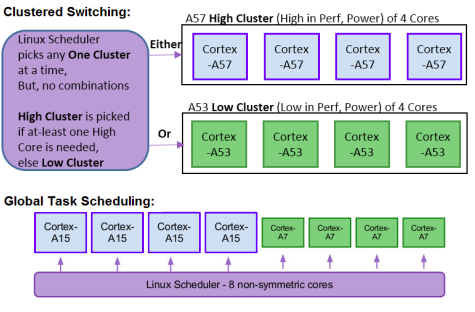 Clustered Switching:
Linux Scheduler
picks any One Cluster
at a time,
But, no combinations
High Cluster is picked
if at-least one High
Core is needed,
else Low Cluster
Either
Or
A57 High Cluster (High in Perf, Power) of 4 Cores
Cortex
-A57
Cortex
-A57
Cortex
-A57
Cortex
-A57
A53 Low Cluster (Low in Perf, Power) of 4 Cores
Cortex
-A53
Cortex
-A53
Cortex
-A53
Cortex
-A53
Global Task Scheduling:
Cortex-
A15
Cortex-
A15
Cortex-
A15
Cortex-
A15
Cortex-
A7
Cortex-
A7
Cortex-
A7
Cortex-
A7
Linux Scheduler - 8 non-symmetric cores